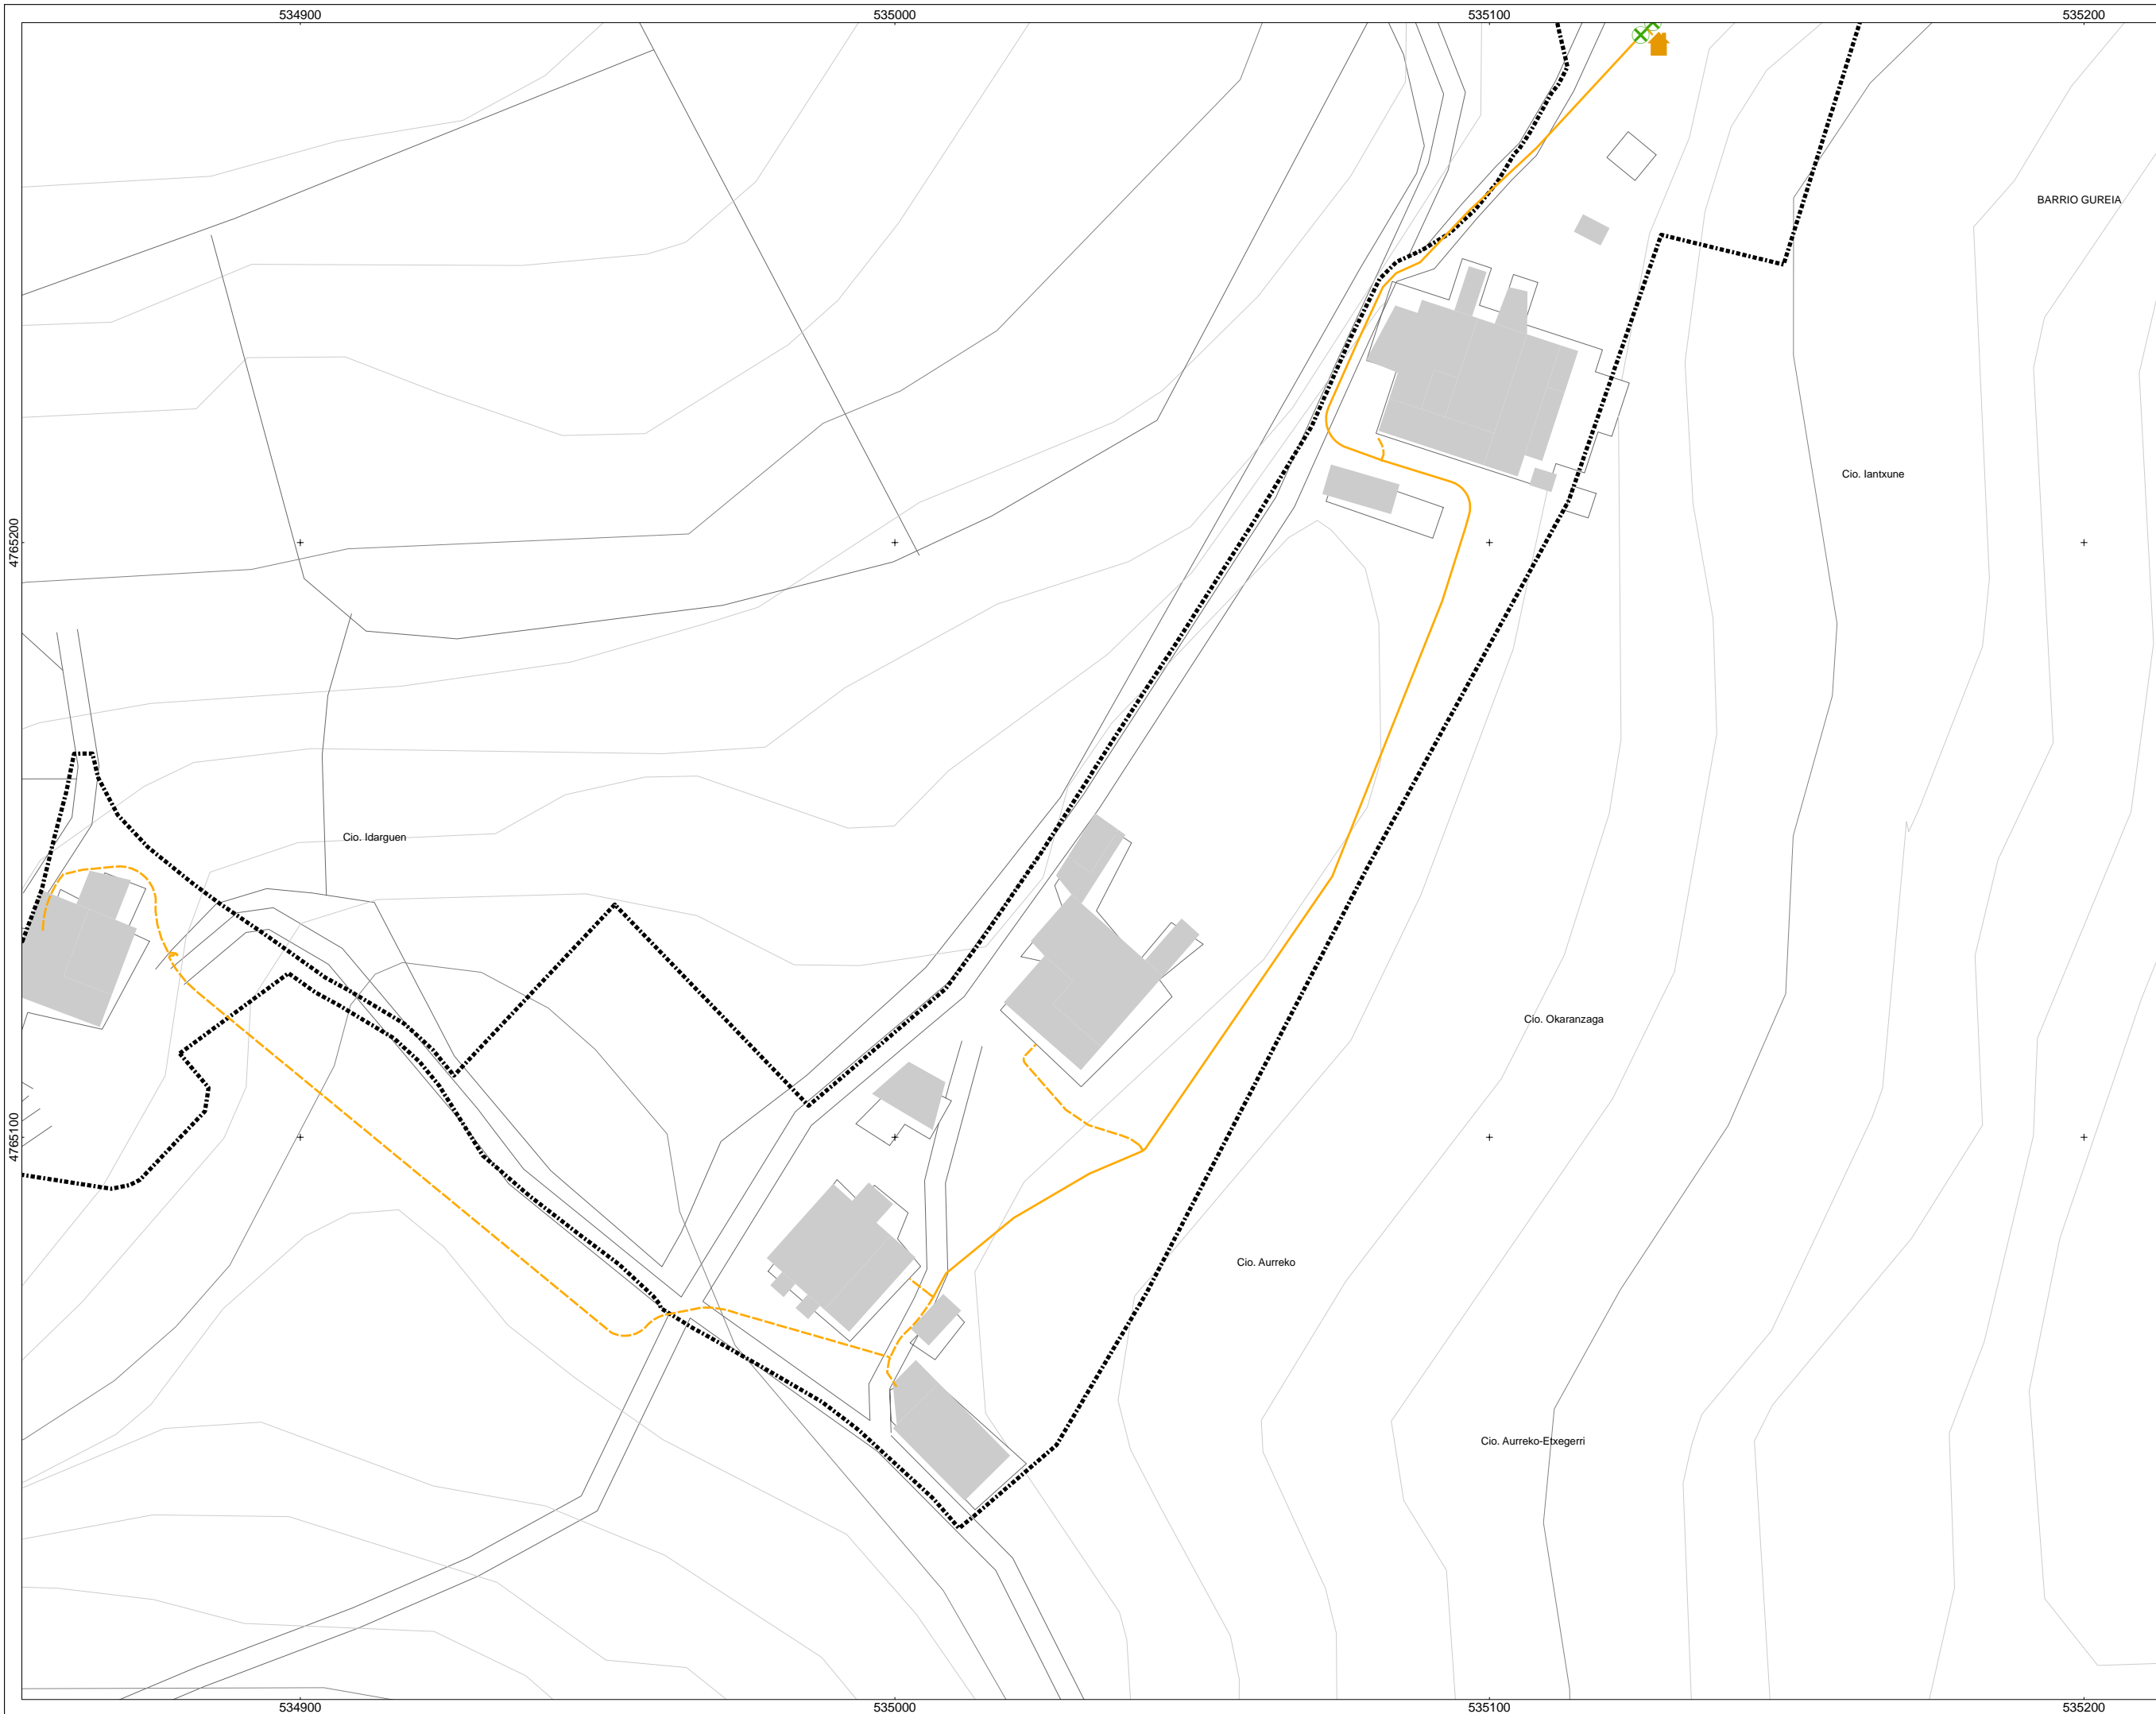 534900
535000
535100
535200
BARRIO GUREIA
Cio. Iantxune
4765200
Cio. Idarguen
Cio. Okaranzaga
4765100
Cio. Aurreko
Cio. Aurreko-Etxegerri
534900
535000
535100
535200